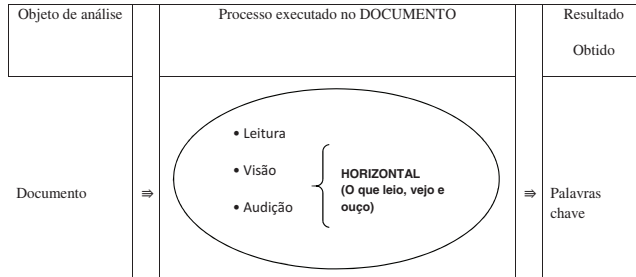 Objeto de análise
Processo executado no DOCUMENTO
Resultado
Obtido
Documento
⇛
• Leitura
• Visão
• Audição
HORIZONTAL
(O que leio, vejo e
ouço)
⇛
Palavras
chave